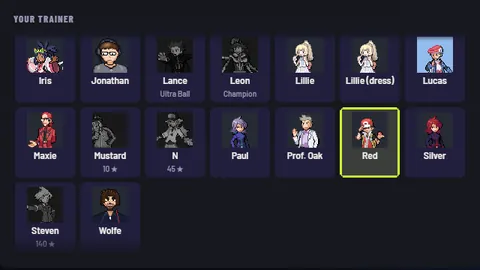 YOUR TRAINER
Iris
Jonathan
Lance
Ultra Ball
Leon
Champion
Lillie
Lillie (dress)
Lucas
Maxie
Mustard
10 ★
N
45 ★
Paul
Prof. Oak
Red
Silver
Steven
140 ★
Wolfe